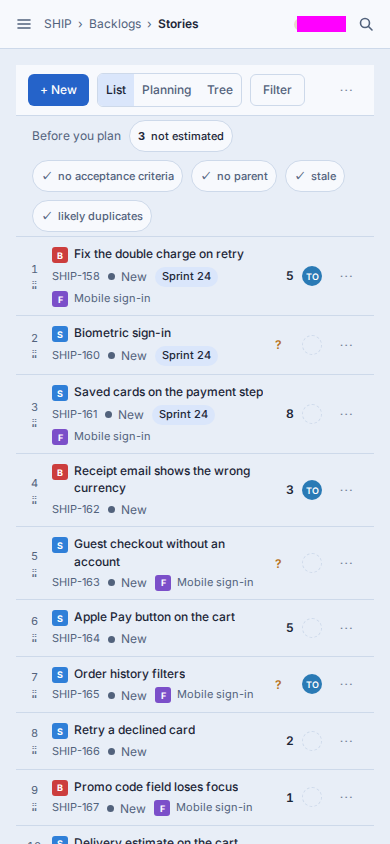 SHIP › Backlogs › Stories
+ New List Planning Tree Filter ...
Before you plan 3 not estimated
✓ no acceptance criteria ✓ no parent ✓ stale
✓ likely duplicates
1 B Fix the double charge on retry
SHIP-158 New Sprint 24 5 TO ...
F Mobile sign-in
2 S Biometric sign-in
SHIP-160 New Sprint 24 ? ...
3 S Saved cards on the payment step
SHIP-161 New Sprint 24 8 ...
F Mobile sign-in
4 B Receipt email shows the wrong
currency 3 TO ...
SHIP-162 New
5 S Guest checkout without an
account ? ...
SHIP-163 New F Mobile sign-in
6 S Apple Pay button on the cart
SHIP-164 New 5 ...
7 S Order history filters
SHIP-165 New F Mobile sign-in ? TO ...
8 S Retry a declined card
SHIP-166 New 2 ...
9 B Promo code field loses focus
SHIP-167 New F Mobile sign-in 1 ...
10 S Delivery estimate on the cart